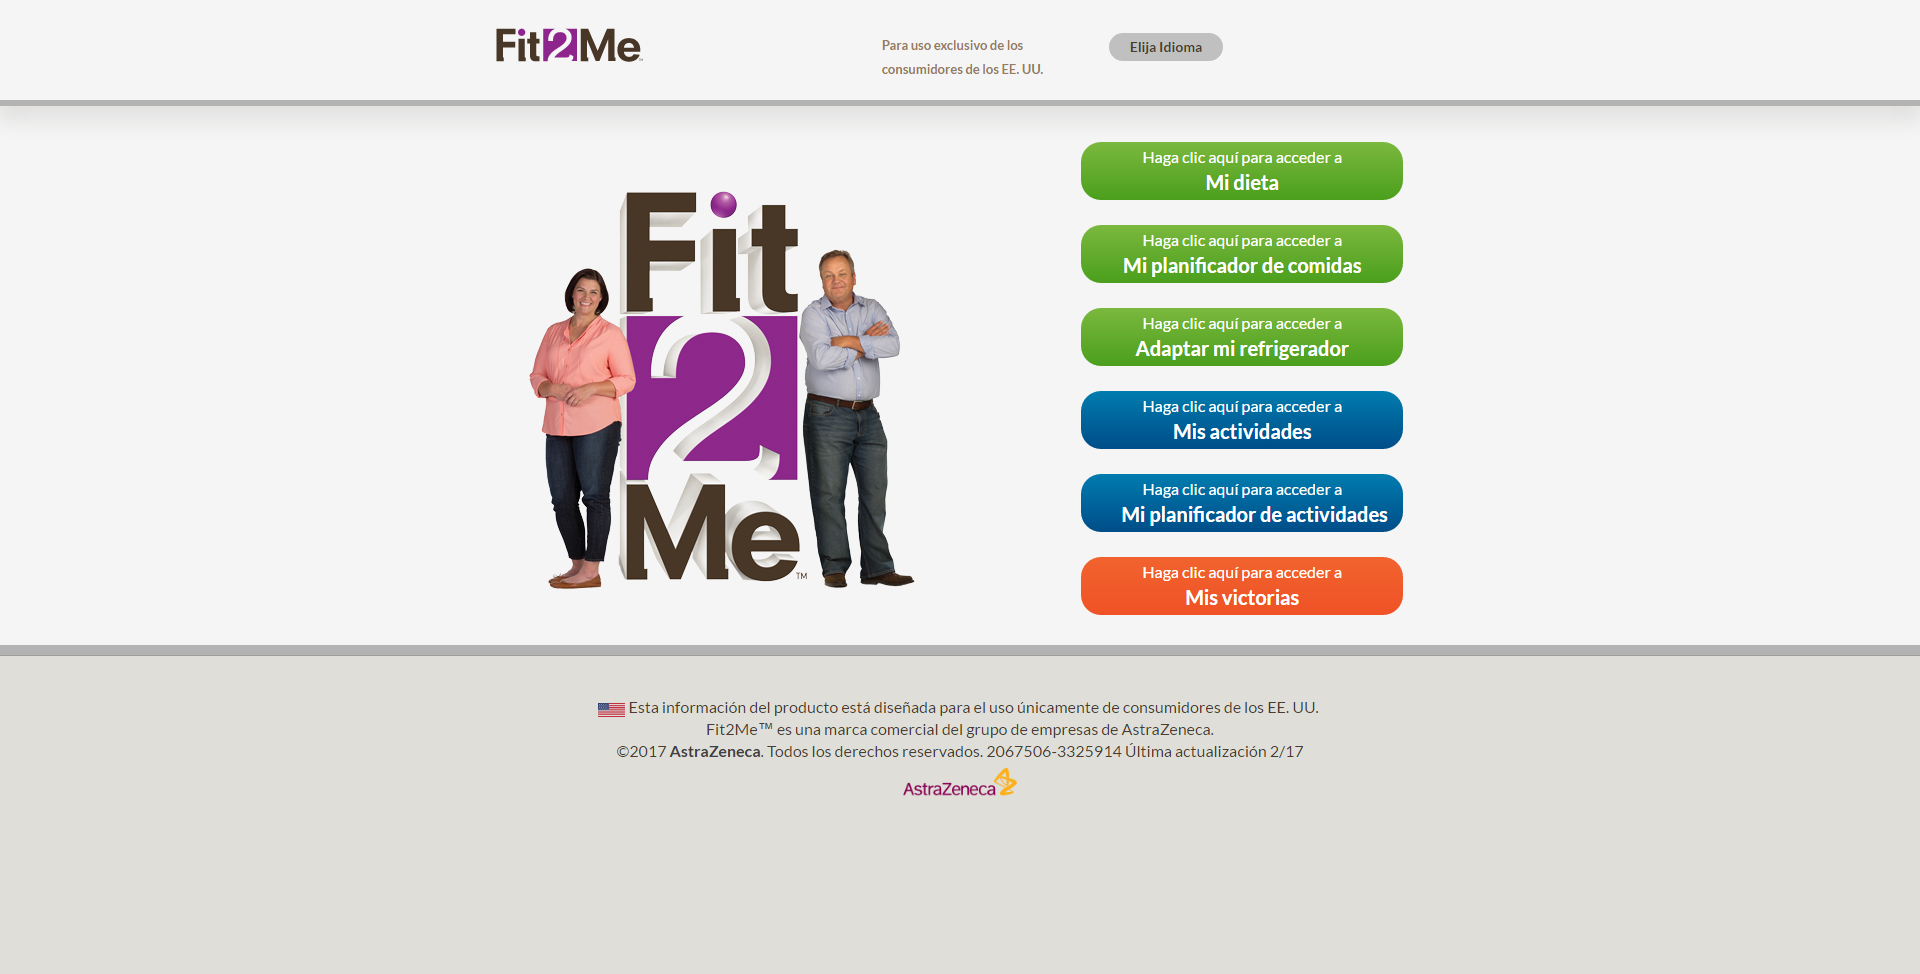 Fit2Me™
Para uso exclusivo de los
consumidores de los EE. UU.
Elija Idioma
Fit
2
Me™
Haga clic aquí para acceder a
Mi dieta
Haga clic aquí para acceder a
Mi planificador de comidas
Haga clic aquí para acceder a
Adaptar mi refrigerador
Haga clic aquí para acceder a
Mis actividades
Haga clic aquí para acceder a
Mi planificador de actividades
Haga clic aquí para acceder a
Mis victorias
Esta información del producto está diseñada para el uso únicamente de consumidores de los EE. UU.
Fit2Me™ es una marca comercial del grupo de empresas de AstraZeneca.
©2017 AstraZeneca. Todos los derechos reservados. 2067506-3325914 Última actualización 2/17
AstraZeneca